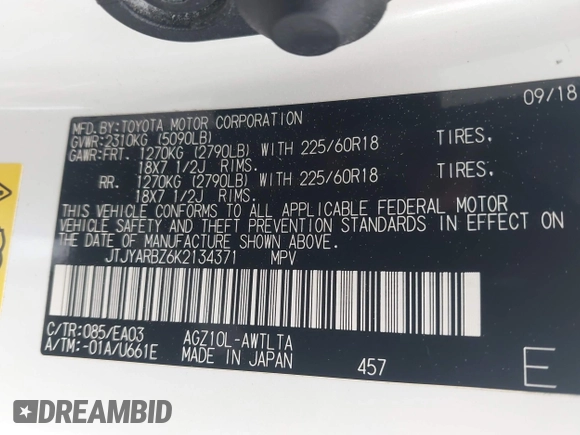 09/18
MFD.BY:TOYOTA MOTOR CORPORATION
GVWR:2310KG (5090LB)
GAWR:FRT. 1270KG (2790LB) WITH 225/60R18 TIRES.
18X7 1/2J RIMS.
RR. 1270KG (2790LB) WITH 225/60R18 TIRES.
18X7 1/2J RIMS.
THIS VEHICLE CONFORMS TO ALL APPLICABLE FEDERAL MOTOR
VEHICLE SAFETY AND THEFT PREVENTION STANDARDS IN EFFECT ON
THE DATE OF MANUFACTURE SHOWN ABOVE.
JTJYARBZ6K2134371 MPV
C/TR:085/EA03 AGZ10L-AWTLTA
A/TM:-01A/U661E MADE IN JAPAN 457 E
DREAMBID